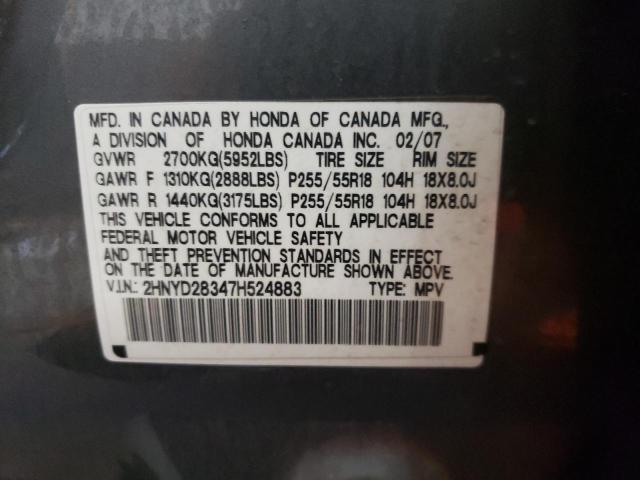 MFD. IN CANADA BY HONDA OF CANADA MFG.,
A DIVISION OF HONDA CANADA INC. 02/07
GVWR 2700KG(5952LBS) TIRE SIZE RIM SIZE
GAWR F 1310KG(2888LBS) P255/55R18 104H 18X8.0J
GAWR R 1440KG(3175LBS) P255/55R18 104H 18X8.0J
THIS VEHICLE CONFORMS TO ALL APPLICABLE
FEDERAL MOTOR VEHICLE SAFETY
AND THEFT PREVENTION STANDARDS IN EFFECT
ON THE DATE OF MANUFACTURE SHOWN ABOVE.
V.I.N.: 2HNYD28347H524883 TYPE: MPV